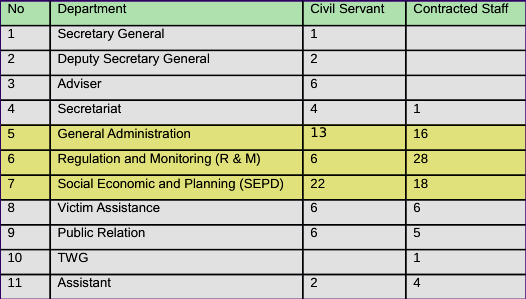 No Department Civil Servant Contracted Staff
1 Secretary General 1
2 Deputy Secretary General 2
3 Adviser 6
4 Secretariat 4 1
5 General Administration 13 16
6 Regulation and Monitoring (R & M) 6 28
7 Social Economic and Planning (SEPD) 22 18
8 Victim Assistance 6 6
9 Public Relation 6 5
10 TWG 1
11 Assistant 2 4